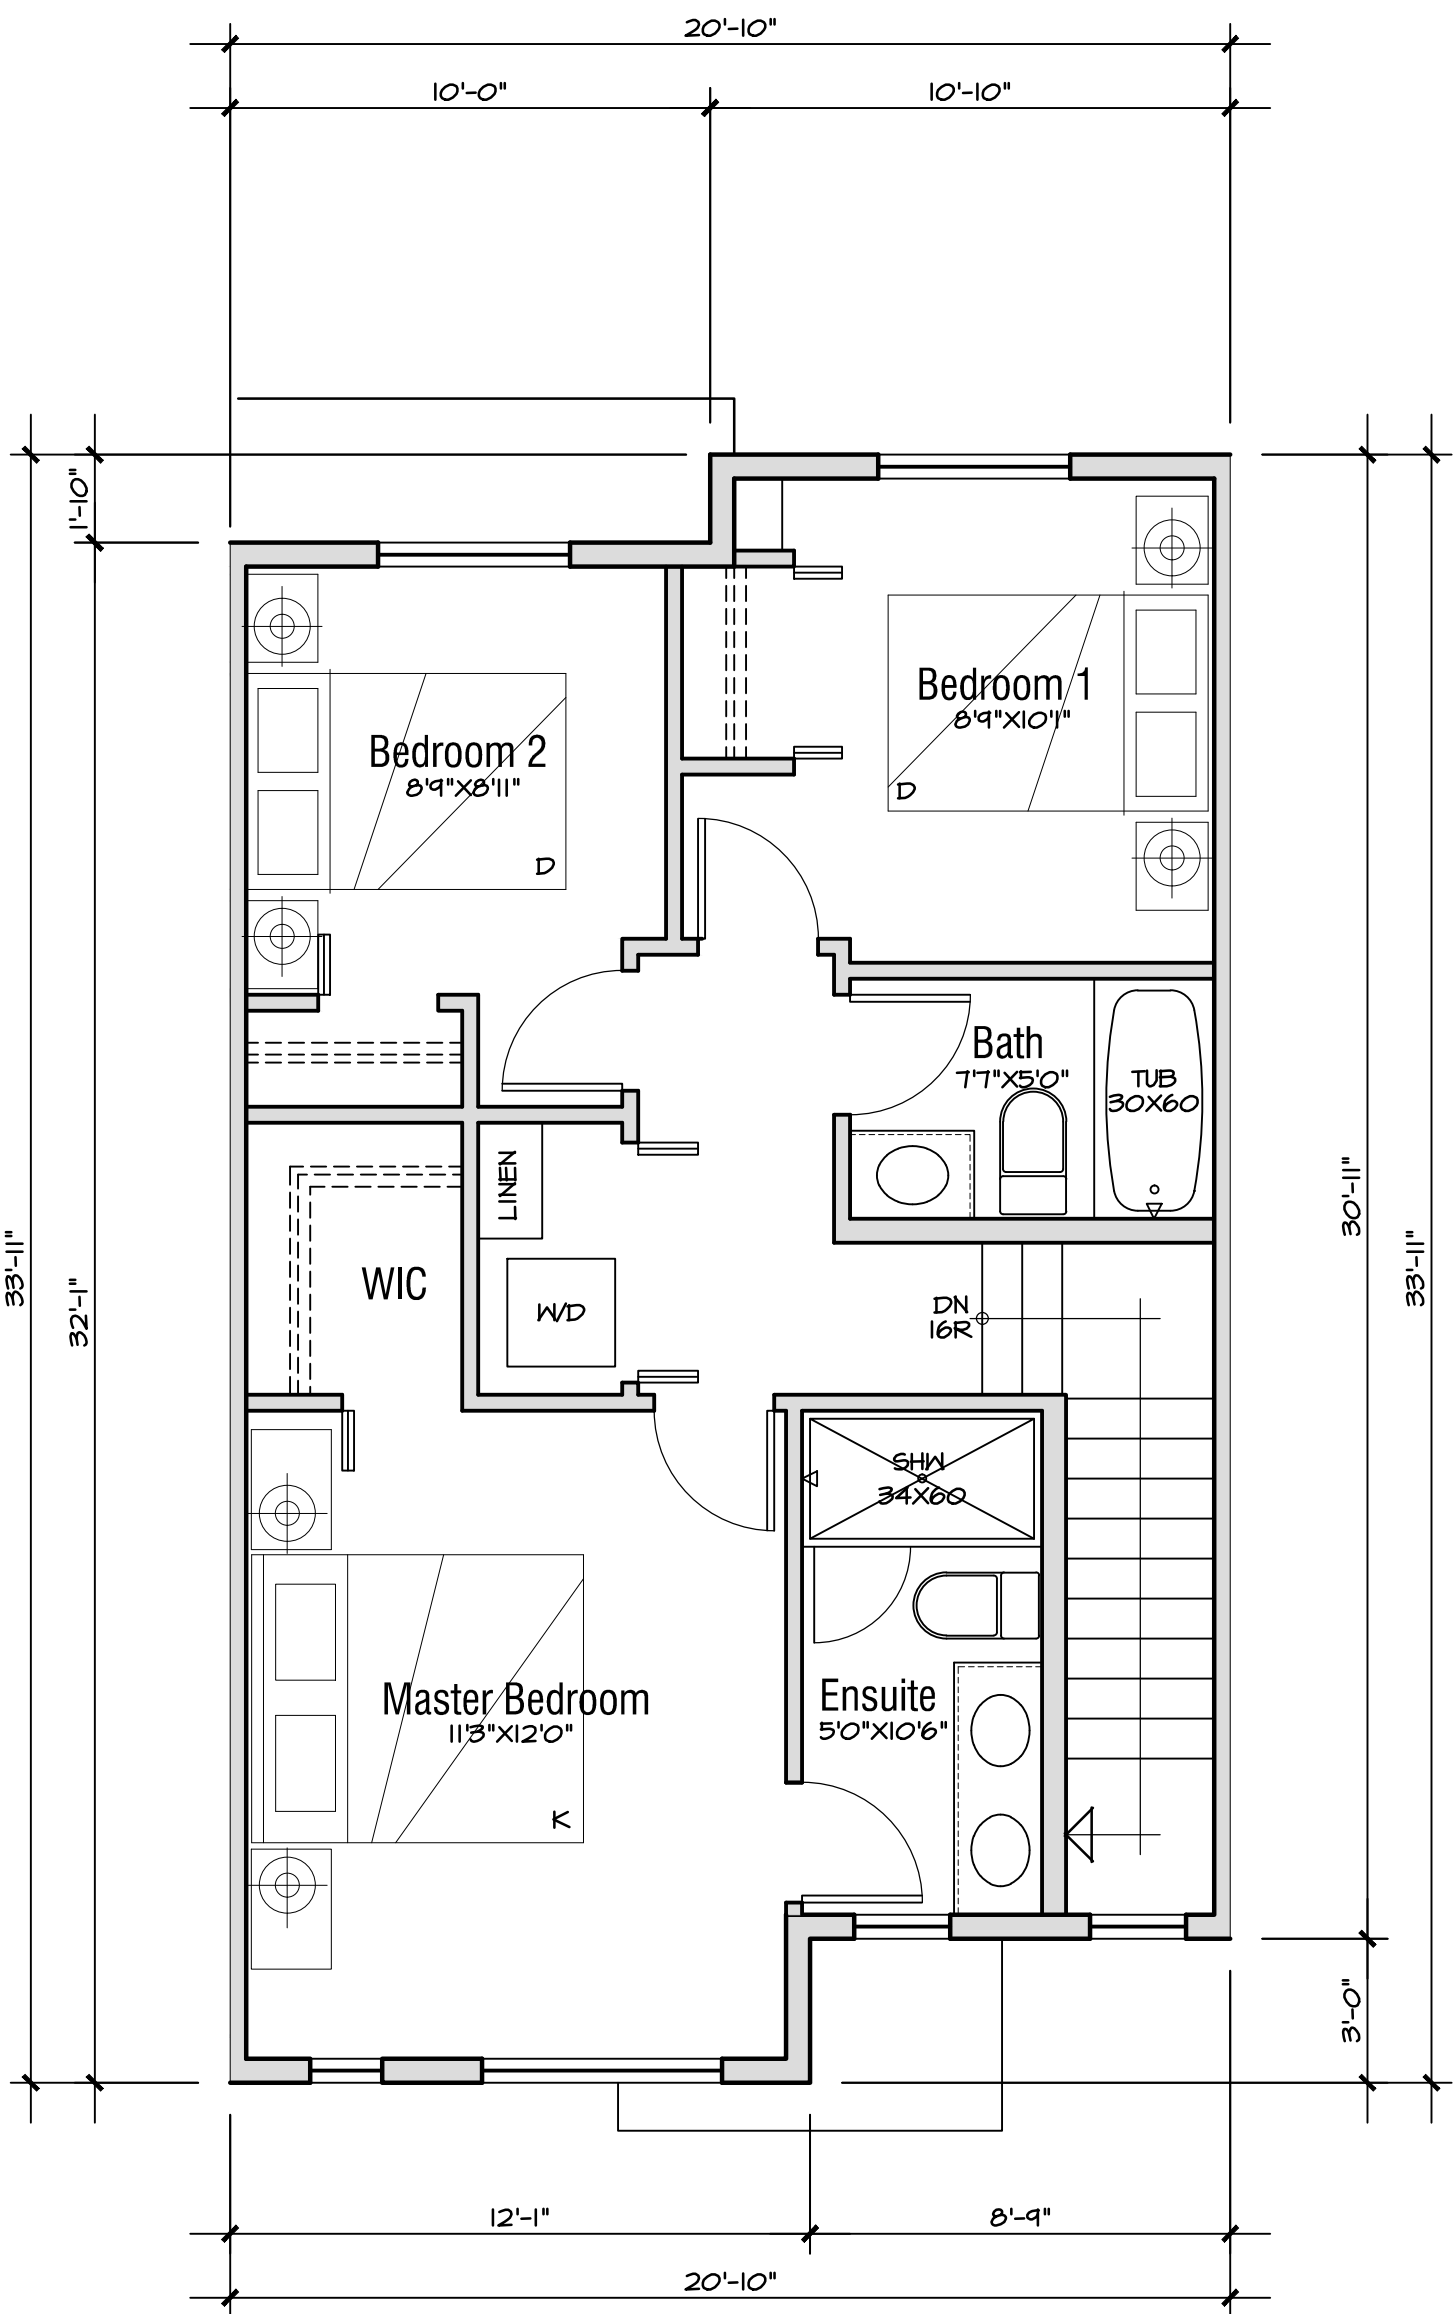 20'-10"
10'-0"
10'-10"
1'-10"
33'-11"
32'-1"
Bedroom 1
8'9"X10'1"
D
Bedroom 2
8'9"X8'11"
D
Bath
7'7"X5'0"
TUB
30X60
LINEN
W/D
WIC
DN
16R
30'-11"
33'-11"
SHW
34X60
Master Bedroom
11'3"X12'0"
K
Ensuite
5'0"X10'6"
3'-0"
12'-1"
8'-9"
20'-10"